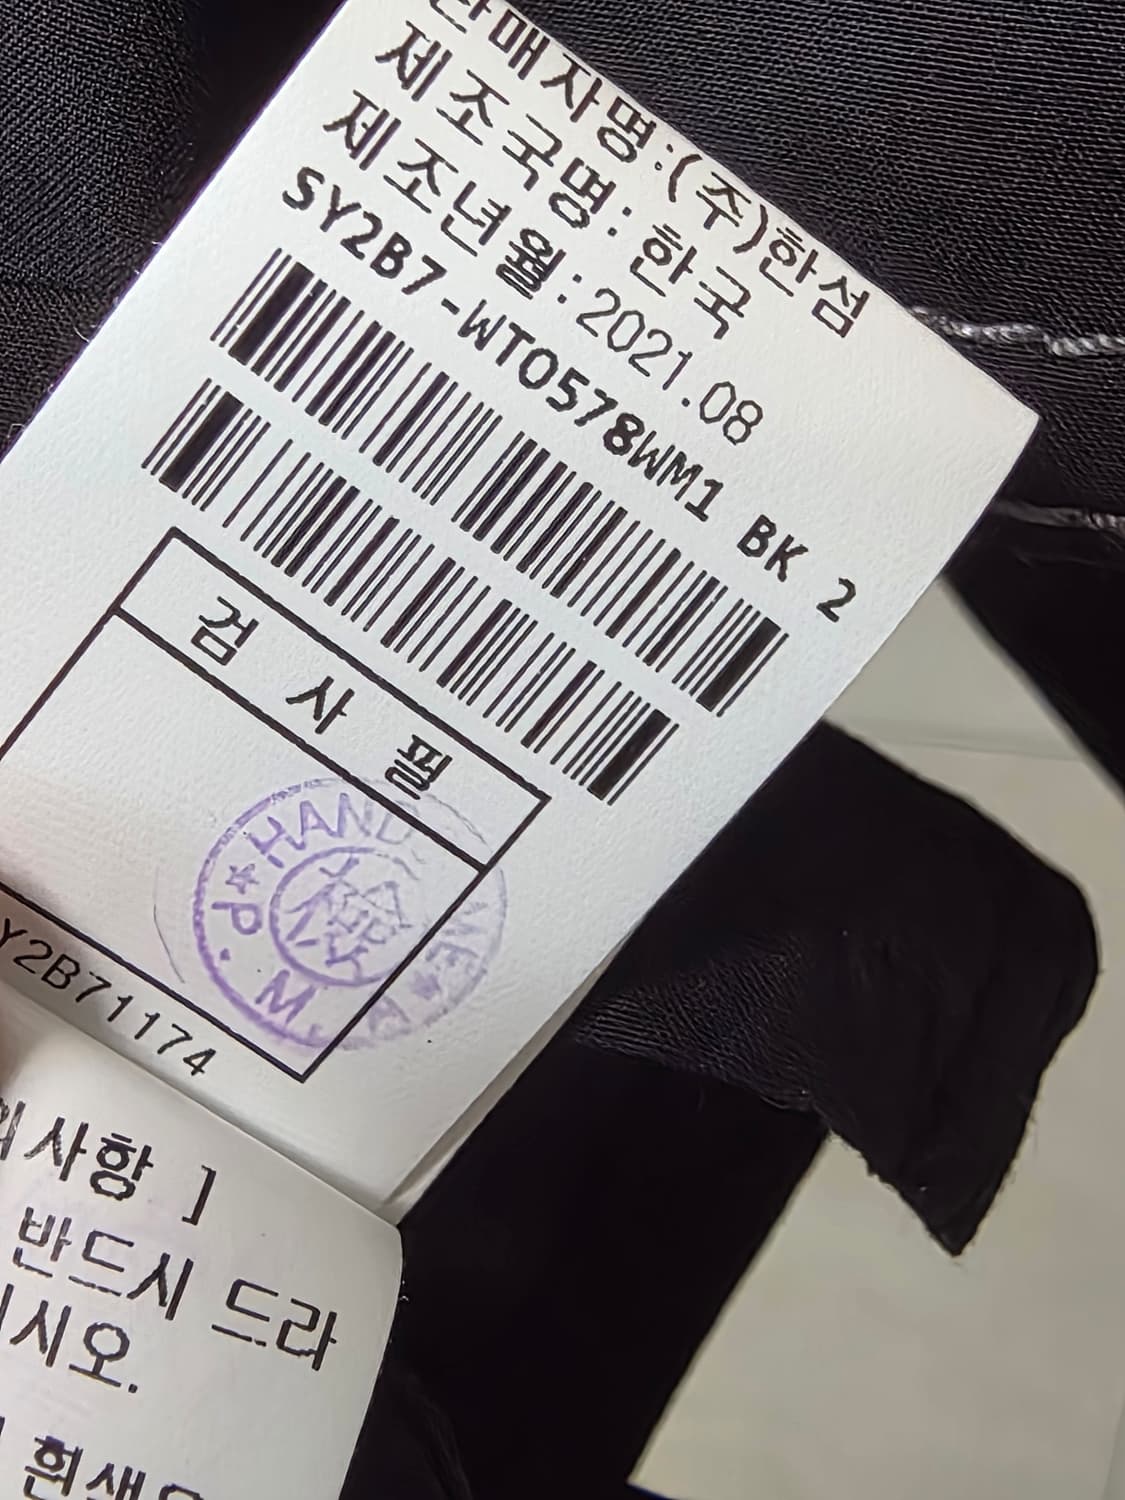 판매자명:(주)한섬
제조국명:한국
제조년월:2021.08
SY2B7-WTO578WM1 BK 2
검 사 필
HAND ME
P. M. A
Y2B71174
사항 ]
반드시 드라
시오.
흰색